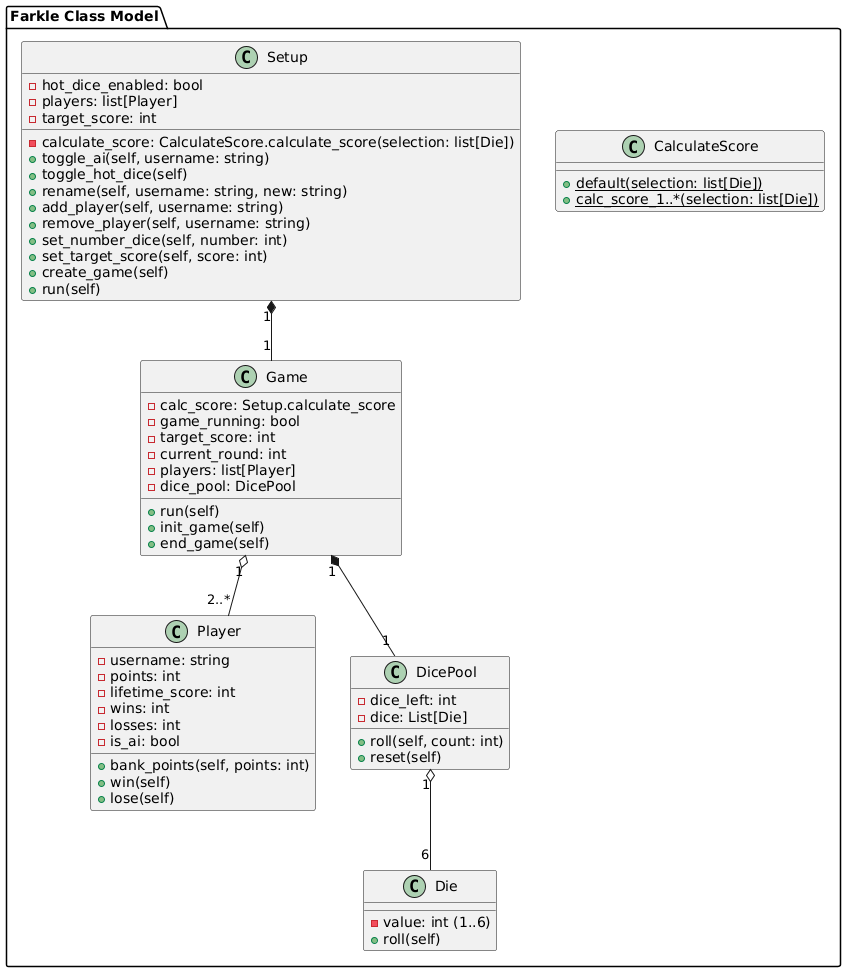 Farkle Class Model
C Setup
hot_dice_enabled: bool
players: list[Player]
target_score: int
calculate_score: CalculateScore.calculate_score(selection: list[Die])
toggle_ai(self, username: string)
toggle_hot_dice(self)
rename(self, username: string, new: string)
add_player(self, username: string)
remove_player(self, username: string)
set_number_dice(self, number: int)
set_target_score(self, score: int)
create_game(self)
run(self)
C CalculateScore
default(selection: list[Die])
calc_score_1..*(selection: list[Die])
1
1
C Game
calc_score: Setup.calculate_score
game_running: bool
target_score: int
current_round: int
players: list[Player]
dice_pool: DicePool
run(self)
init_game(self)
end_game(self)
1
2..*
1
1
C Player
username: string
points: int
lifetime_score: int
wins: int
losses: int
is_ai: bool
bank_points(self, points: int)
win(self)
lose(self)
C DicePool
dice_left: int
dice: List[Die]
roll(self, count: int)
reset(self)
1
6
C Die
value: int (1..6)
roll(self)